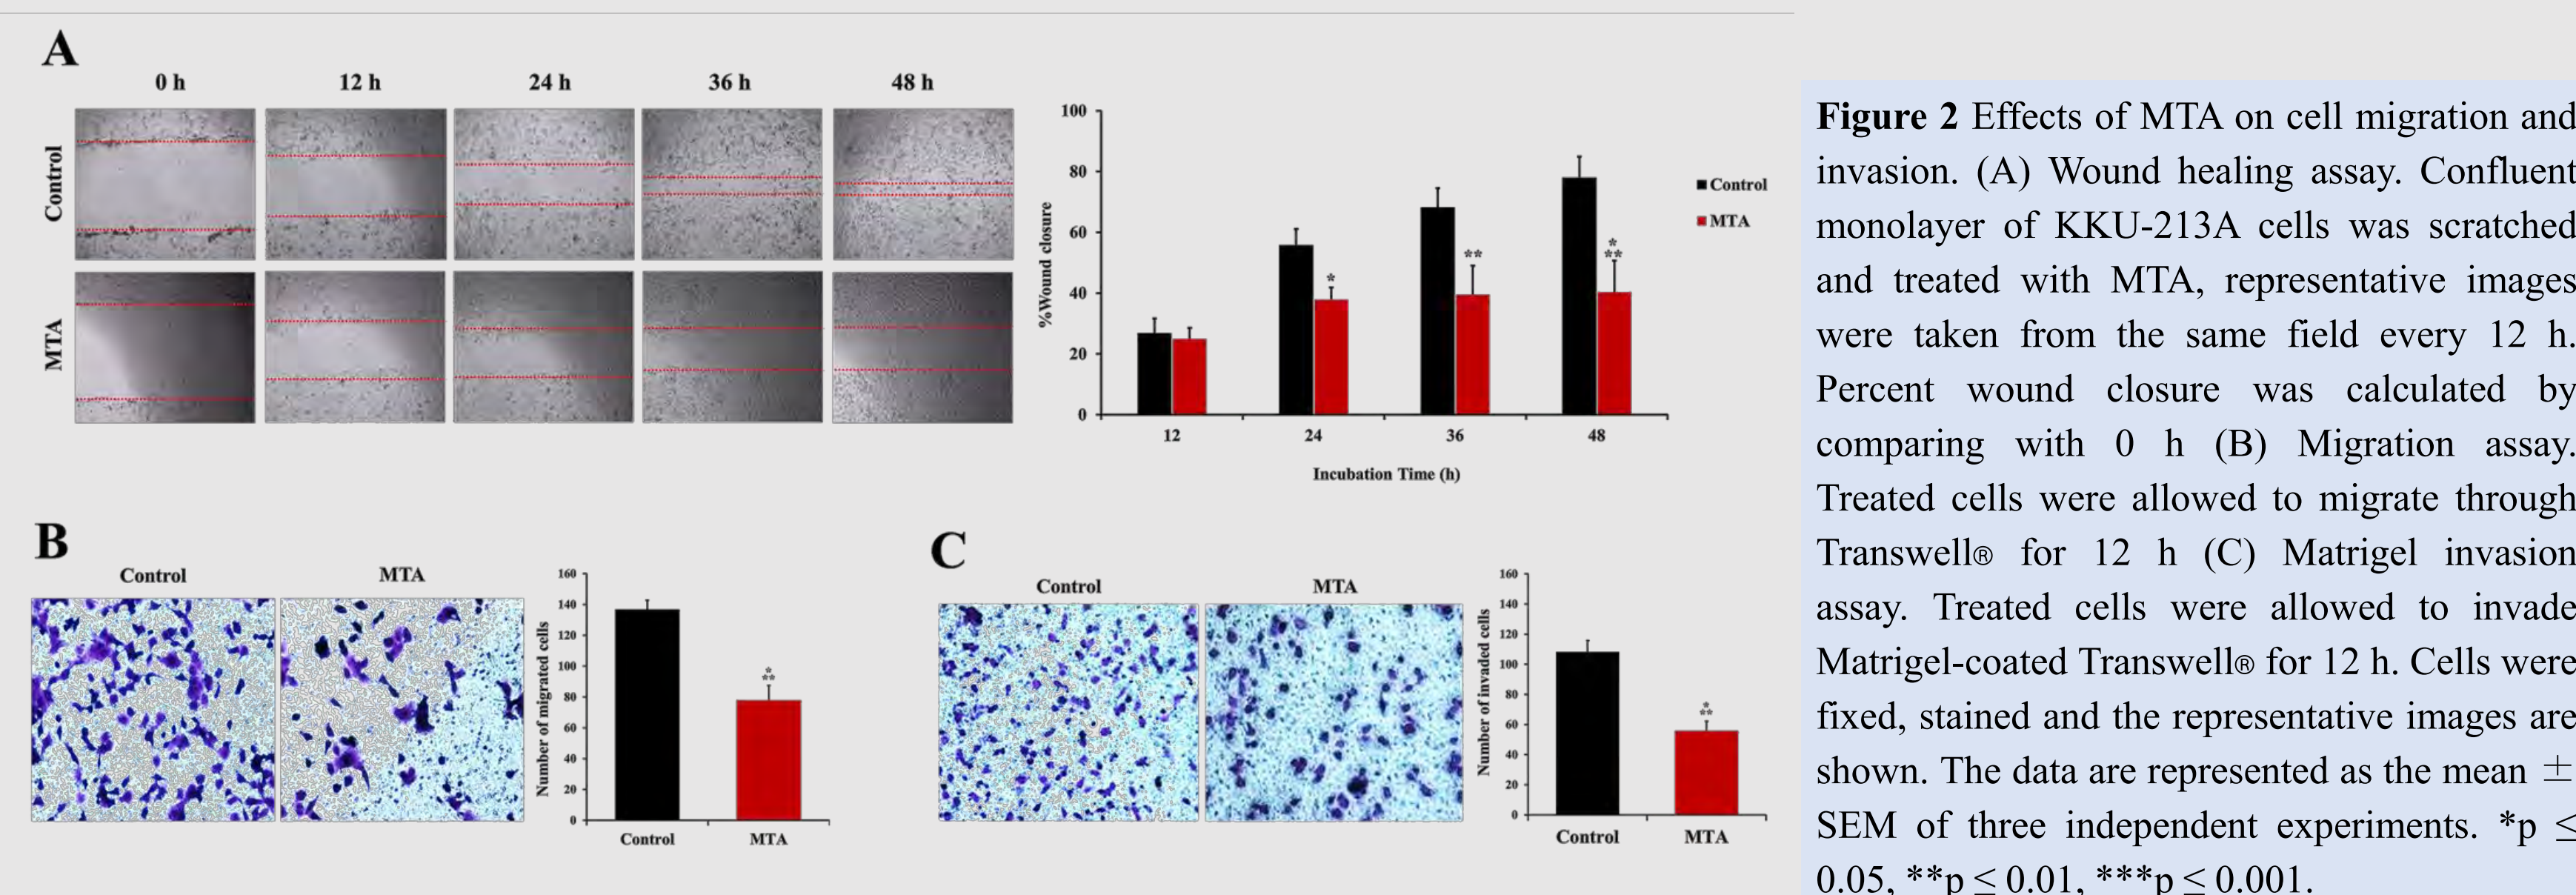 A
0 h 12 h 24 h 36 h 48 h
Control
MTA
100
80
60
40
20
0
%Wound closure
*
**
*
**
12 24 36 48
Incubation Time (h)
Control
MTA
B
Control MTA
160
140
120
100
80
60
40
20
0
Number of migrated cells
*
**
Control MTA
C
Control MTA
160
140
120
100
80
60
40
20
0
Number of invaded cells
*
**
Control MTA
Figure 2 Effects of MTA on cell migration and
invasion. (A) Wound healing assay. Confluent
monolayer of KKU-213A cells was scratched
and treated with MTA, representative images
were taken from the same field every 12 h.
Percent wound closure was calculated by
comparing with 0 h (B) Migration assay.
Treated cells were allowed to migrate through
Transwell® for 12 h (C) Matrigel invasion
assay. Treated cells were allowed to invade
Matrigel-coated Transwell® for 12 h. Cells were
fixed, stained and the representative images are
shown. The data are represented as the mean ±
SEM of three independent experiments. *p ≤
0.05, **p ≤ 0.01, ***p ≤ 0.001.